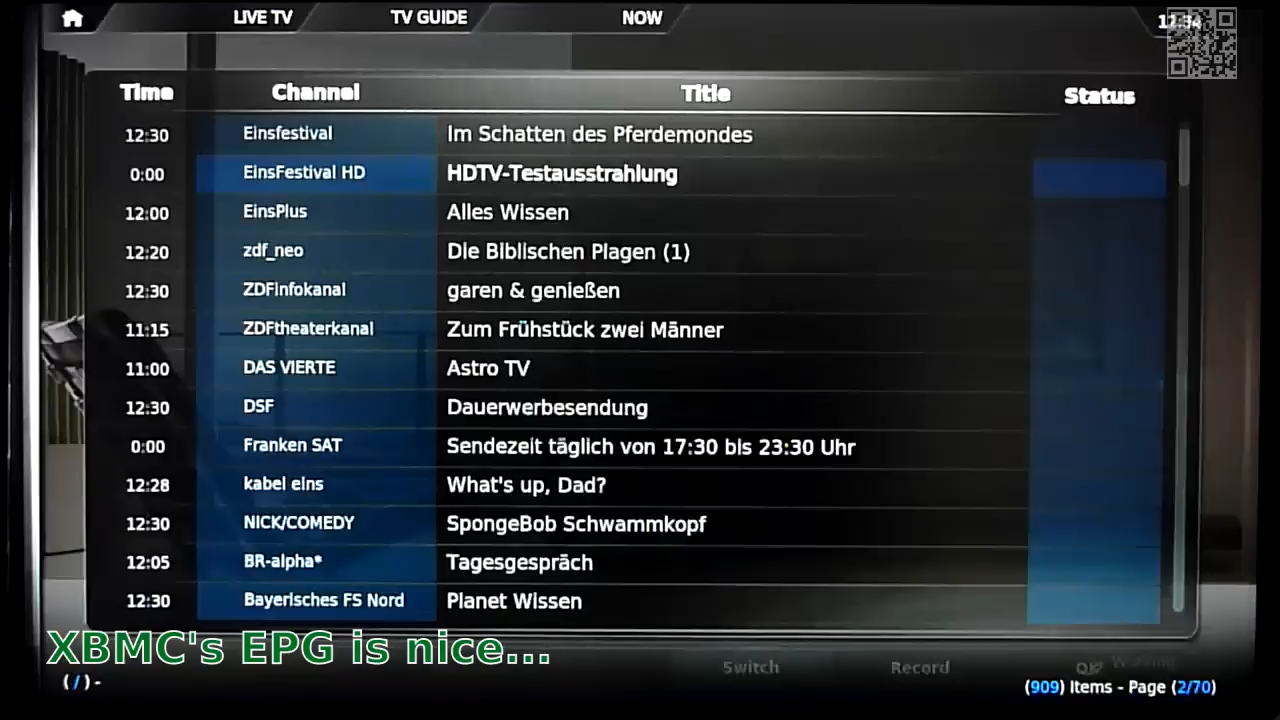 LIVE TV TV GUIDE NOW 12:34
Time Channel Title Status
12:30 Einsfestival Im Schatten des Pferdemondes
0:00 EinsFestival HD HDTV-Testausstrahlung
12:00 EinsPlus Alles Wissen
12:20 zdf_neo Die Biblischen Plagen (1)
12:30 ZDFinfokanal garen & genießen
11:15 ZDFtheaterkanal Zum Frühstück zwei Männer
11:00 DAS VIERTE Astro TV
12:30 DSF Dauerwerbesendung
0:00 Franken SAT Sendezeit täglich von 17:30 bis 23:30 Uhr
12:28 kabel eins What's up, Dad?
12:30 NICK/COMEDY SpongeBob Schwammkopf
12:05 BR-alpha* Tagesgespräch
12:30 Bayerisches FS Nord Planet Wissen
XBMC's EPG is nice...
Switch Record OK Working
( / ) - (909) Items - Page (2/70)